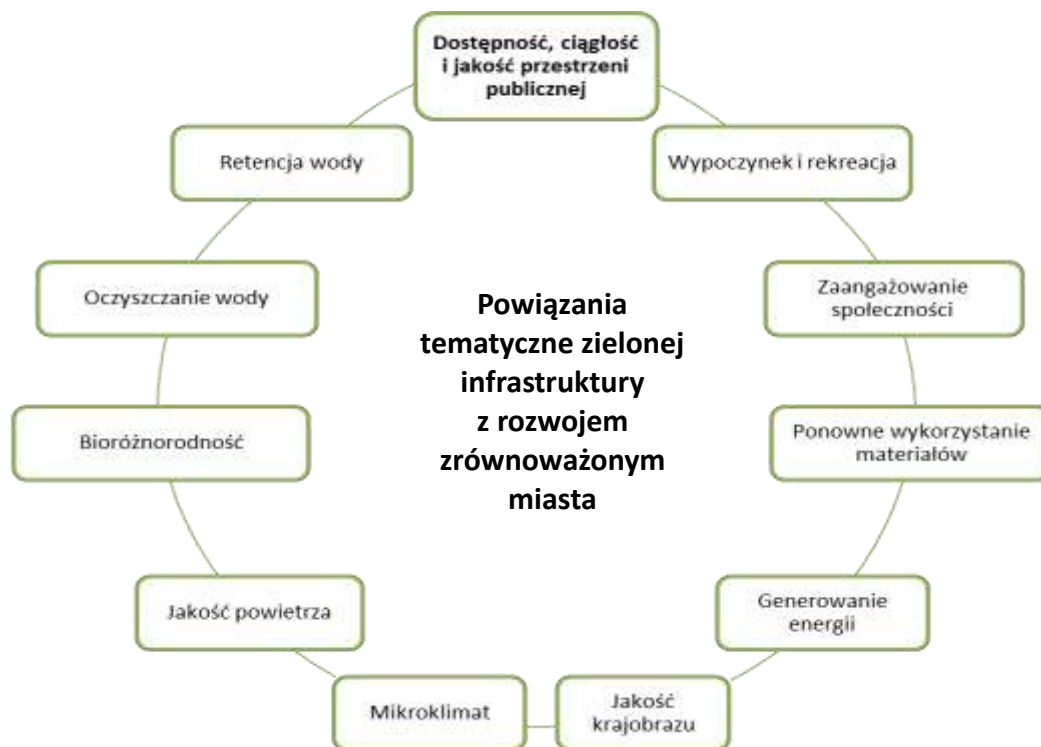 Dostępność, ciągłość
i jakość przestrzeni
publicznej
Wypoczynek i rekreacja
Zaangażowanie
społeczności
Ponowne wykorzystanie
materiałów
Generowanie
energii
Jakość
krajobrazu
Mikroklimat
Jakość powietrza
Bioróżnorodność
Oczyszczanie wody
Retencja wody
Powiązania
tematyczne zielonej
infrastruktury
z rozwojem
zrównoważonym
miasta